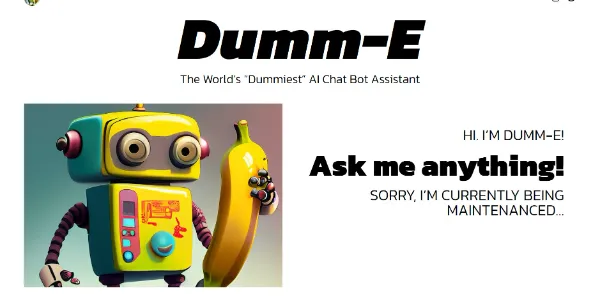 Dumm-E
The World's "Dummiest" AI Chat Bot Assistant
HI. I'M DUMM-E!
Ask me anything!
SORRY, I'M CURRENTLY BEING
MAINTENANCED...